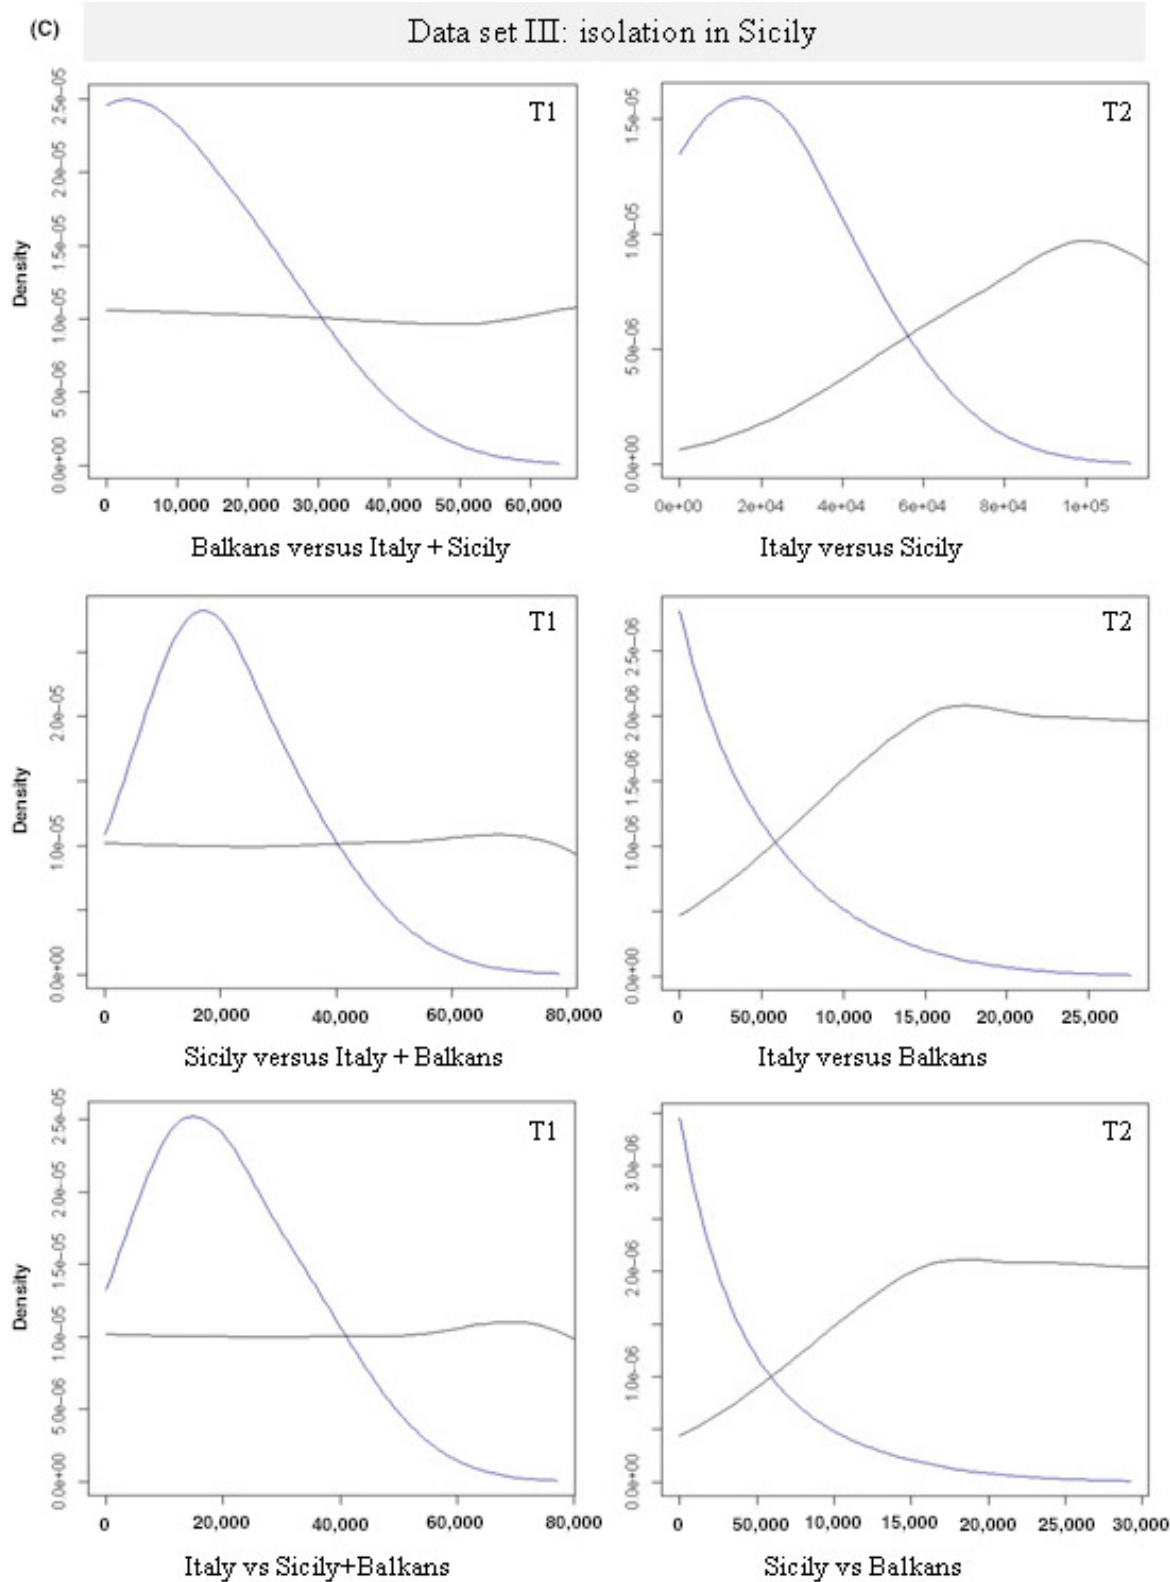 (C)
Data set III: isolation in Sicily
T1
Density
0.0e+00 5.0e-06 1.0e-05 1.5e-05 2.0e-05 2.5e-05
0 10,000 20,000 30,000 40,000 50,000 60,000
Balkans versus Italy + Sicily
T2
0.0e+00 5.0e-06 1.0e-05 1.5e-05
0e+00 2e+04 4e+04 6e+04 8e+04 1e+05
Italy versus Sicily
T1
Density
0.0e+00 1.0e-05 2.0e-05
0 20,000 40,000 60,000 80,000
Sicily versus Italy + Balkans
T2
0.0e+00 1.0e-06 1.5e-06 2.0e-06 2.5e-06
0 50,000 10,000 15,000 20,000 25,000
Italy versus Balkans
T1
Density
0.0e+00 5.0e-06 1.0e-05 1.5e-05 2.0e-05 2.5e-05
0 20,000 40,000 60,000 80,000
Italy vs Sicily+Balkans
T2
0.0e+00 1.0e-06 2.0e-06 3.0e-06
0 50,000 10,000 15,000 20,000 25,000 30,000
Sicily vs Balkans